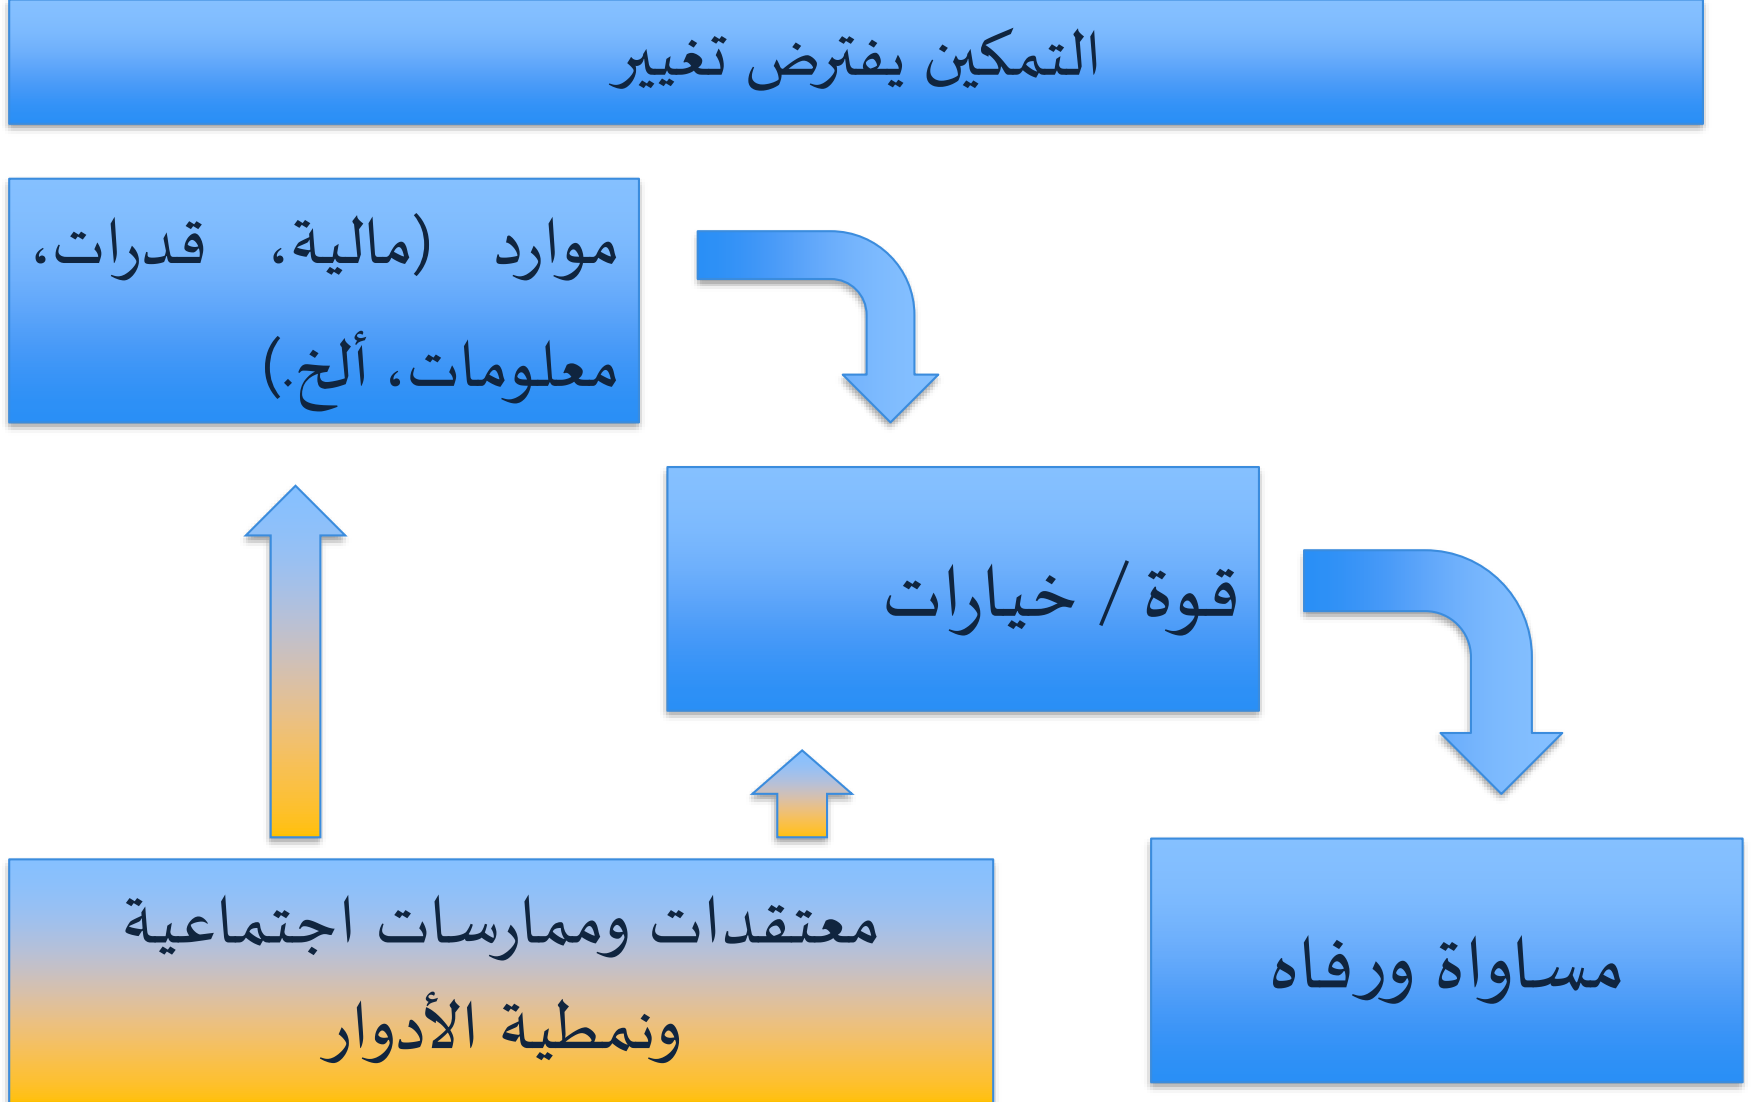 التمكين يفترض تغيير
موارد (مالية، قدرات،
معلومات، ألخ.)
قوة / خيارات
معتقدات وممارسات اجتماعية
ونمطية الأدوار
مساواة ورفاه